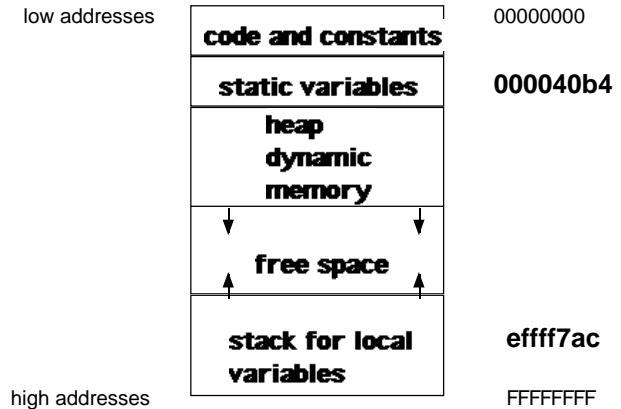 low addresses
00000000
code and constants
static variables
000040b4
heap
dynamic
memory
free space
stack for local
variables
effff7ac
high addresses
FFFFFFFF